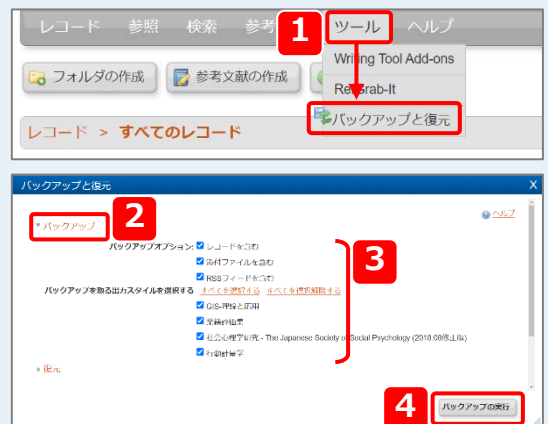 レコード 参照 検索 参考 1 ツール ヘルプ
フォルダの作成 参考文献の作成
Writing Tool Add-ons
RefGrab-It
バックアップと復元
レコード > すべてのレコード
バックアップと復元 X
ヘルプ
バックアップ 2
バックアップオプション: レコードを含む
添付ファイルを含む
RSSフィードを含む 3
バックアップを取る出力スタイルを選択する すべてを選択する すべてを選択解除する
GIS-理論と応用
社会心理学研究 - The Japanese Society of Social Psychology (2018.08修正版)
行動計量学
復元
4 バックアップの実行